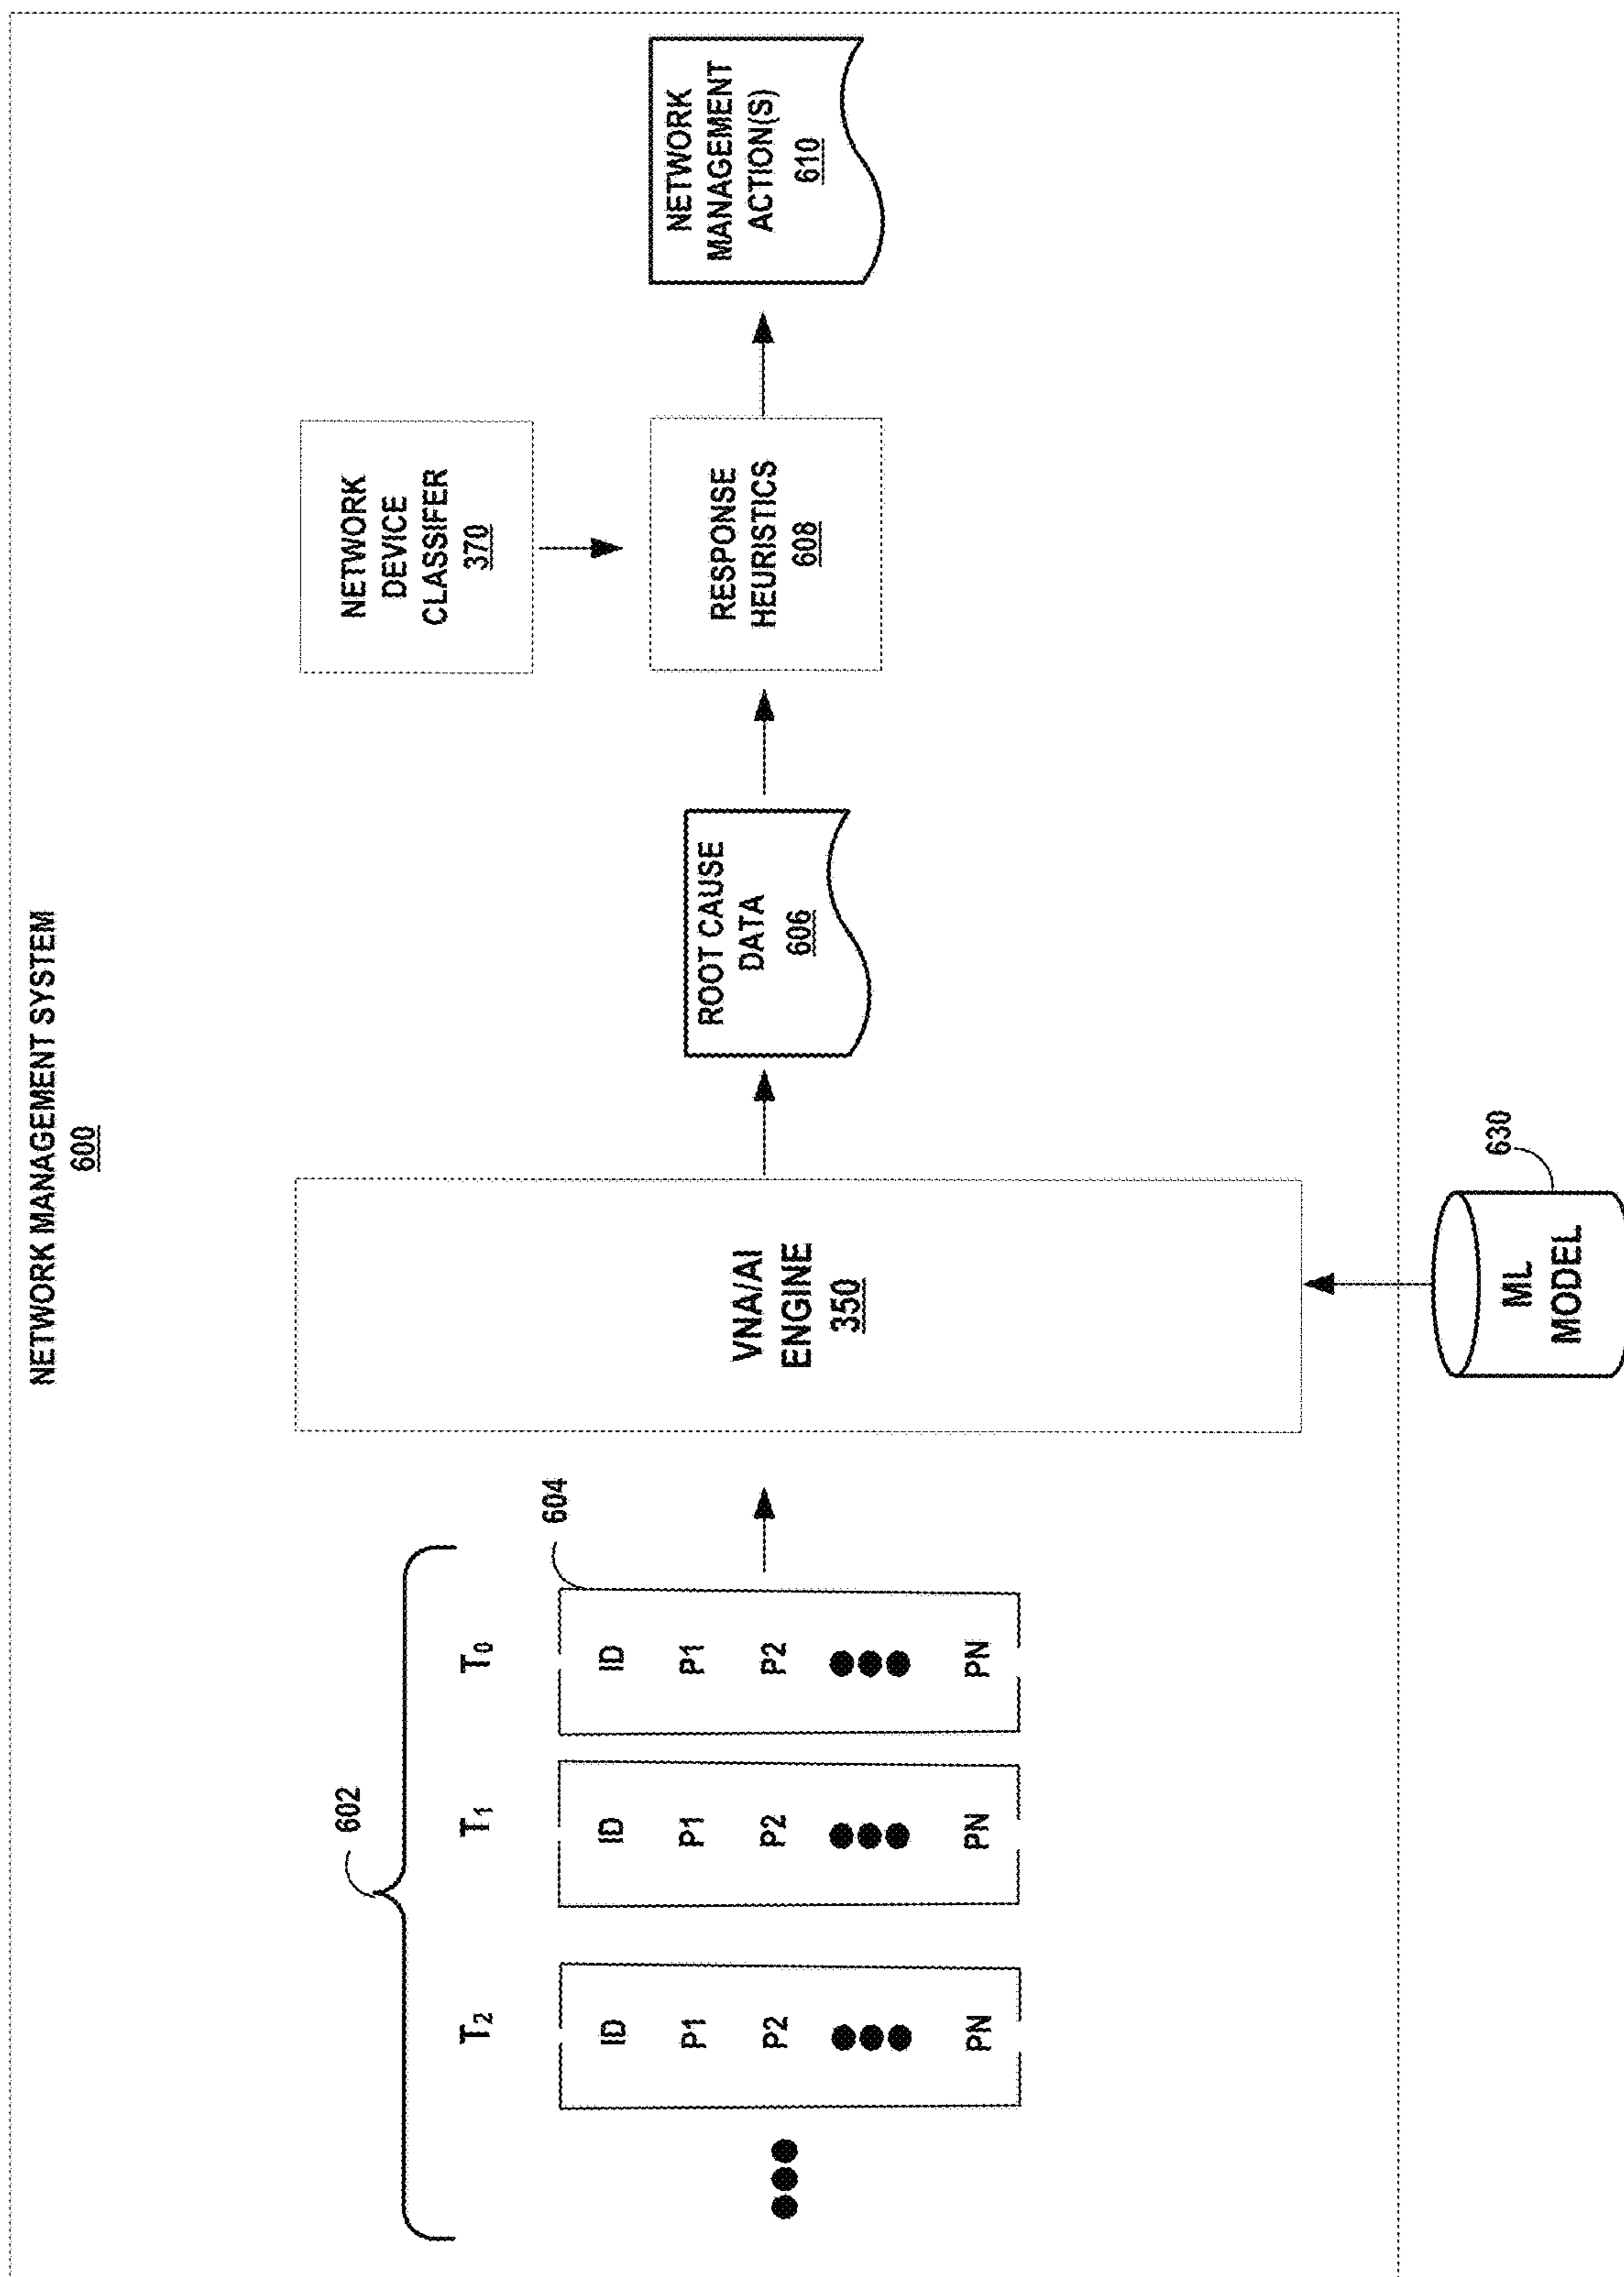 NETWORK MANAGEMENT SYSTEM
600
602
T2
T1
T0
604
ID
P1
P2
PN
ID
P1
P2
PN
ID
P1
P2
PN
VNA/AI
ENGINE
350
ML
MODEL
630
ROOT CAUSE
DATA
606
NETWORK
DEVICE
CLASSIFER
370
RESPONSE
HEURISTICS
608
NETWORK
MANAGEMENT
ACTION(S)
610